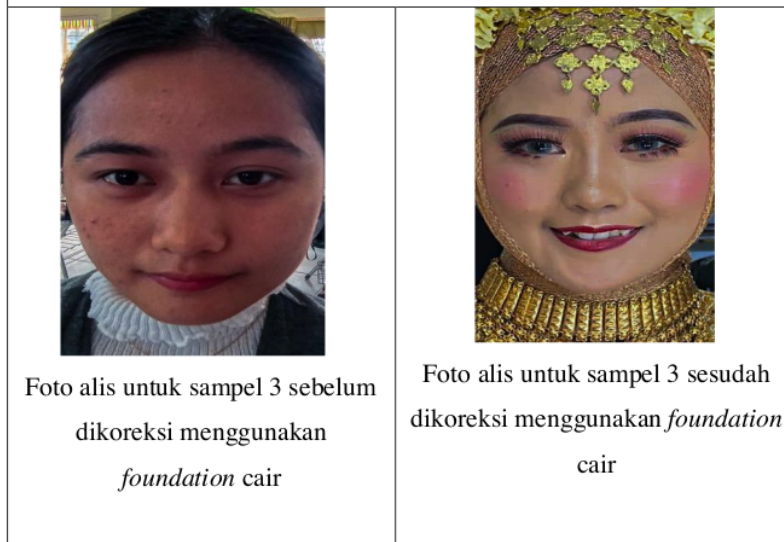 Foto alis untuk sampel 3 sebelum
dikoreksi menggunakan
foundation cair
Foto alis untuk sampel 3 sesudah
dikoreksi menggunakan foundation
cair